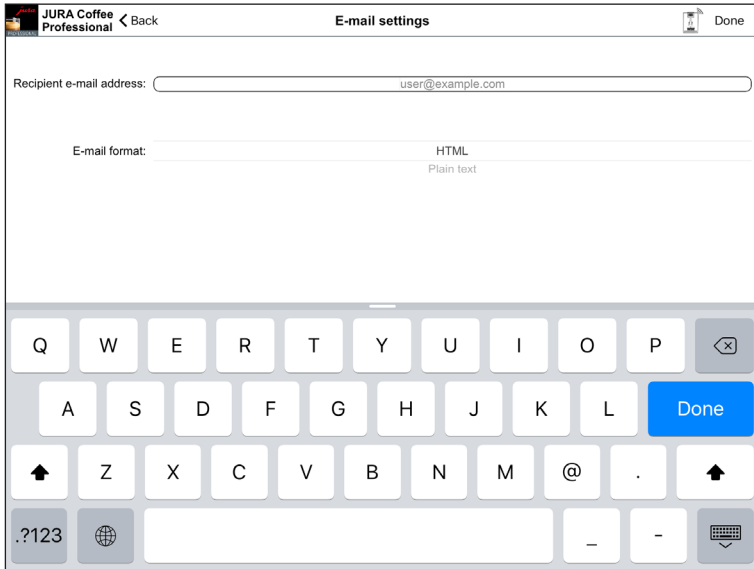 jura
JURA Coffee
Professional
Back
E-mail settings
Done
Recipient e-mail address:
user@example.com
E-mail format:
HTML
Plain text
Q W E R T Y U I O P
A S D F G H J K L Done
Z X C V B N M @ .
.?123 _ -